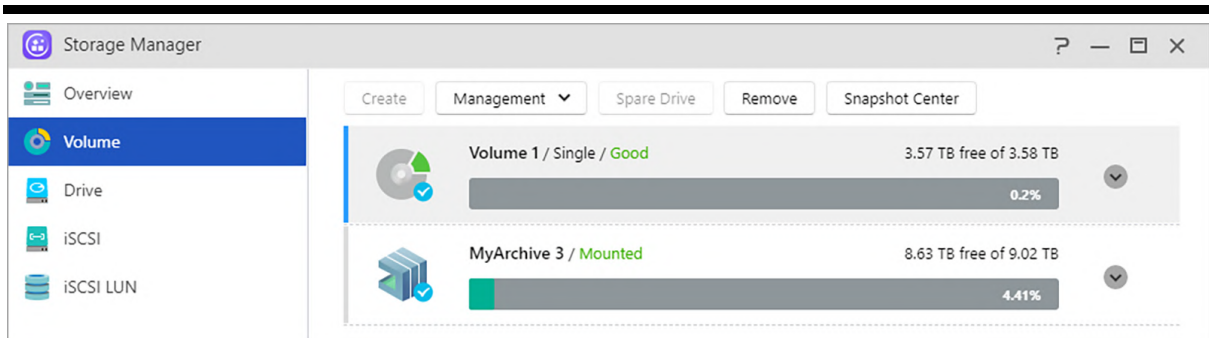 Storage Manager
Overview
Volume
Drive
iSCSI
iSCSI LUN
Create Management Spare Drive Remove Snapshot Center
Volume 1 / Single / Good 3.57 TB free of 3.58 TB
0.2%
MyArchive 3 / Mounted 8.63 TB free of 9.02 TB
4.41%